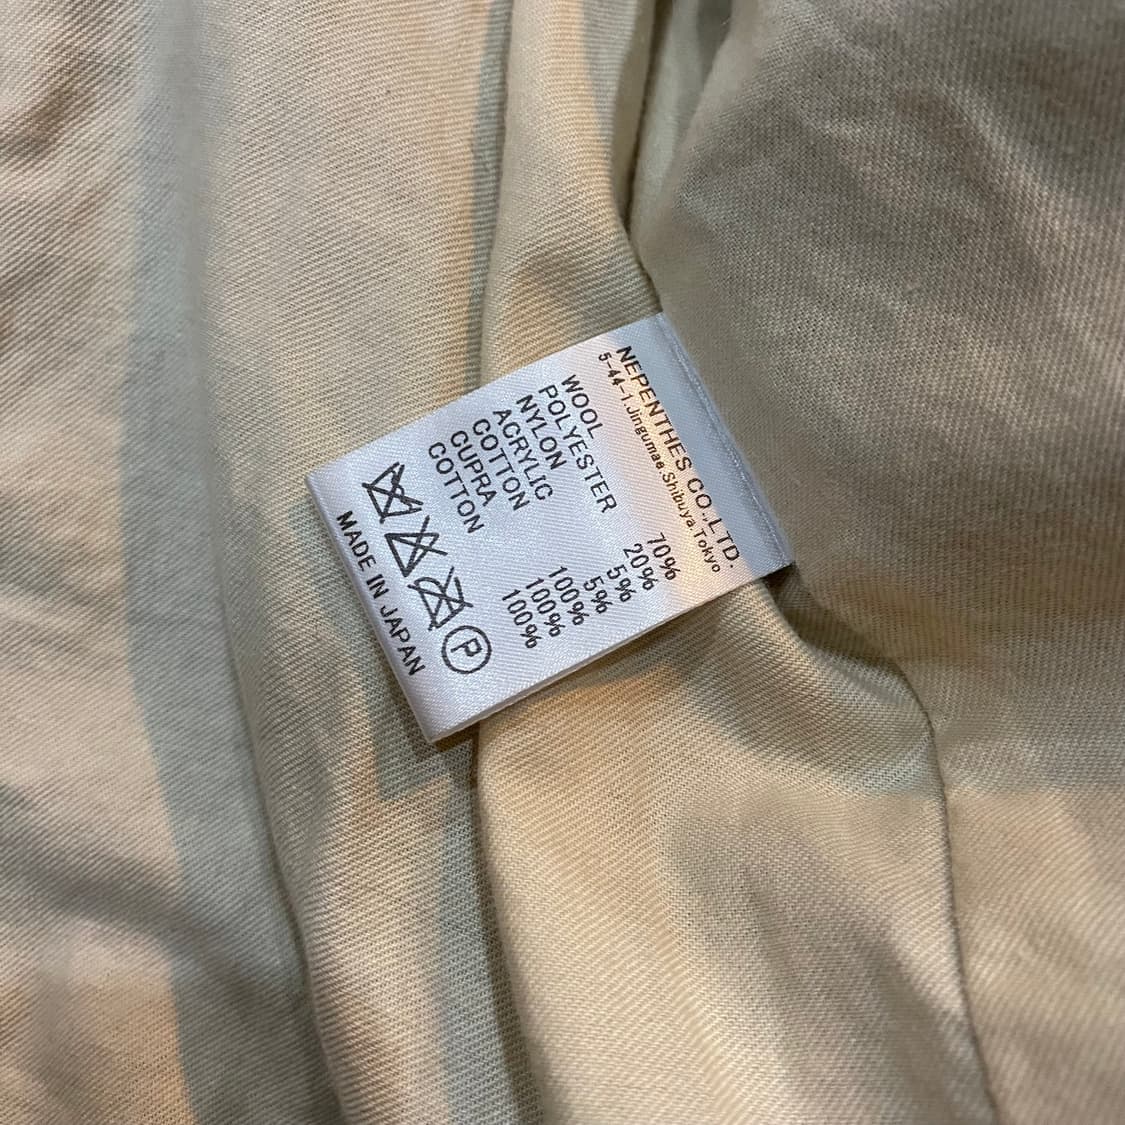 NEPENTHES CO.,LTD.
5-44-1.Jingumae.Shibuya.Tokyo
WOOL 70%
POLYESTER 20%
NYLON 5%
ACRYLIC 5%
COTTON 100%
CUPRA 100%
COTTON 100%
P
MADE IN JAPAN